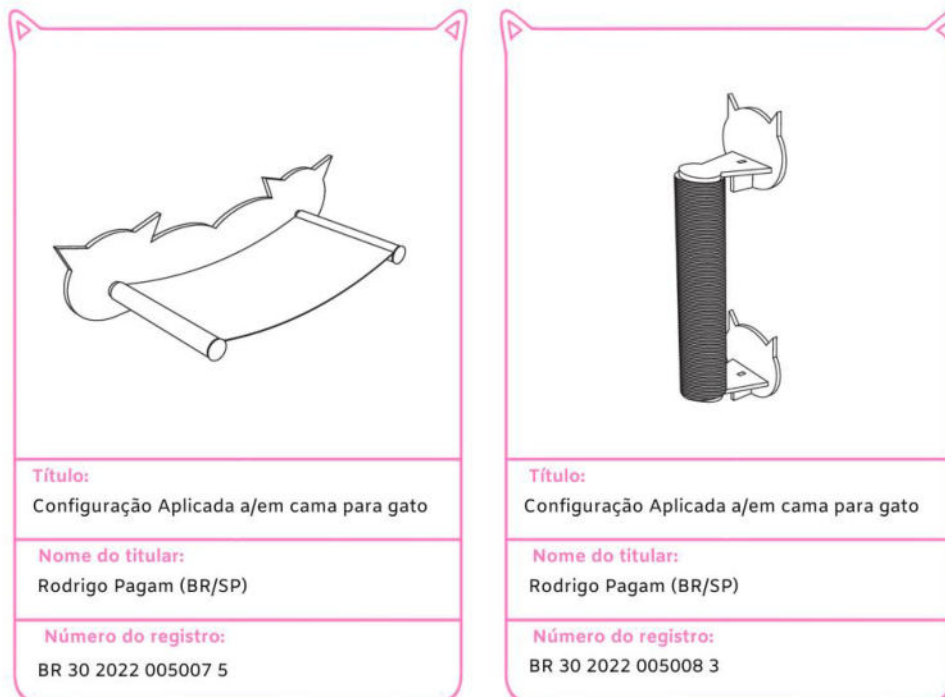 Título:
Configuração Aplicada a/em cama para gato
Nome do titular:
Rodrigo Pagam (BR/SP)
Número do registro:
BR 30 2022 005007 5
Título:
Configuração Aplicada a/em cama para gato
Nome do titular:
Rodrigo Pagam (BR/SP)
Número do registro:
BR 30 2022 005008 3